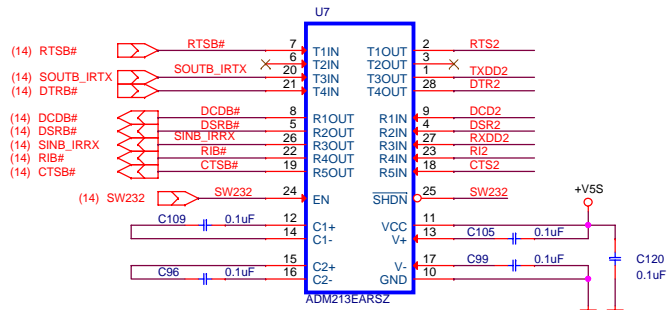 U7
(14) RTSB# RTSB# 7 T1IN T1OUT 2 RTS2
6 T2IN T2OUT 3
(14) SOUTB_IRTX SOUTB_IRTX 20 T3IN T3OUT 1 TXDD2
(14) DTRB# 21 T4IN T4OUT 28 DTR2
(14) DCDB# DCDB# 8 R1OUT R1IN 9 DCD2
(14) DSRB# DSRB# 5 R2OUT R2IN 4 DSR2
(14) SINB_IRRX SINB_IRRX 26 R3OUT R3IN 27 RXDD2
(14) RIB# RIB# 22 R4OUT R4IN 23 RI2
(14) CTSB# CTSB# 19 R5OUT R5IN 18 CTS2
(14) SW232 SW232 24 EN SHDN 25 SW232
+V5S
C109 0.1uF 12 C1+ VCC 11
14 C1- V+ 13 C105 0.1uF
15 C2+ V- 17 C99 0.1uF C120
C96 0.1uF 16 C2- GND 10 0.1uF
ADM213EARSZ